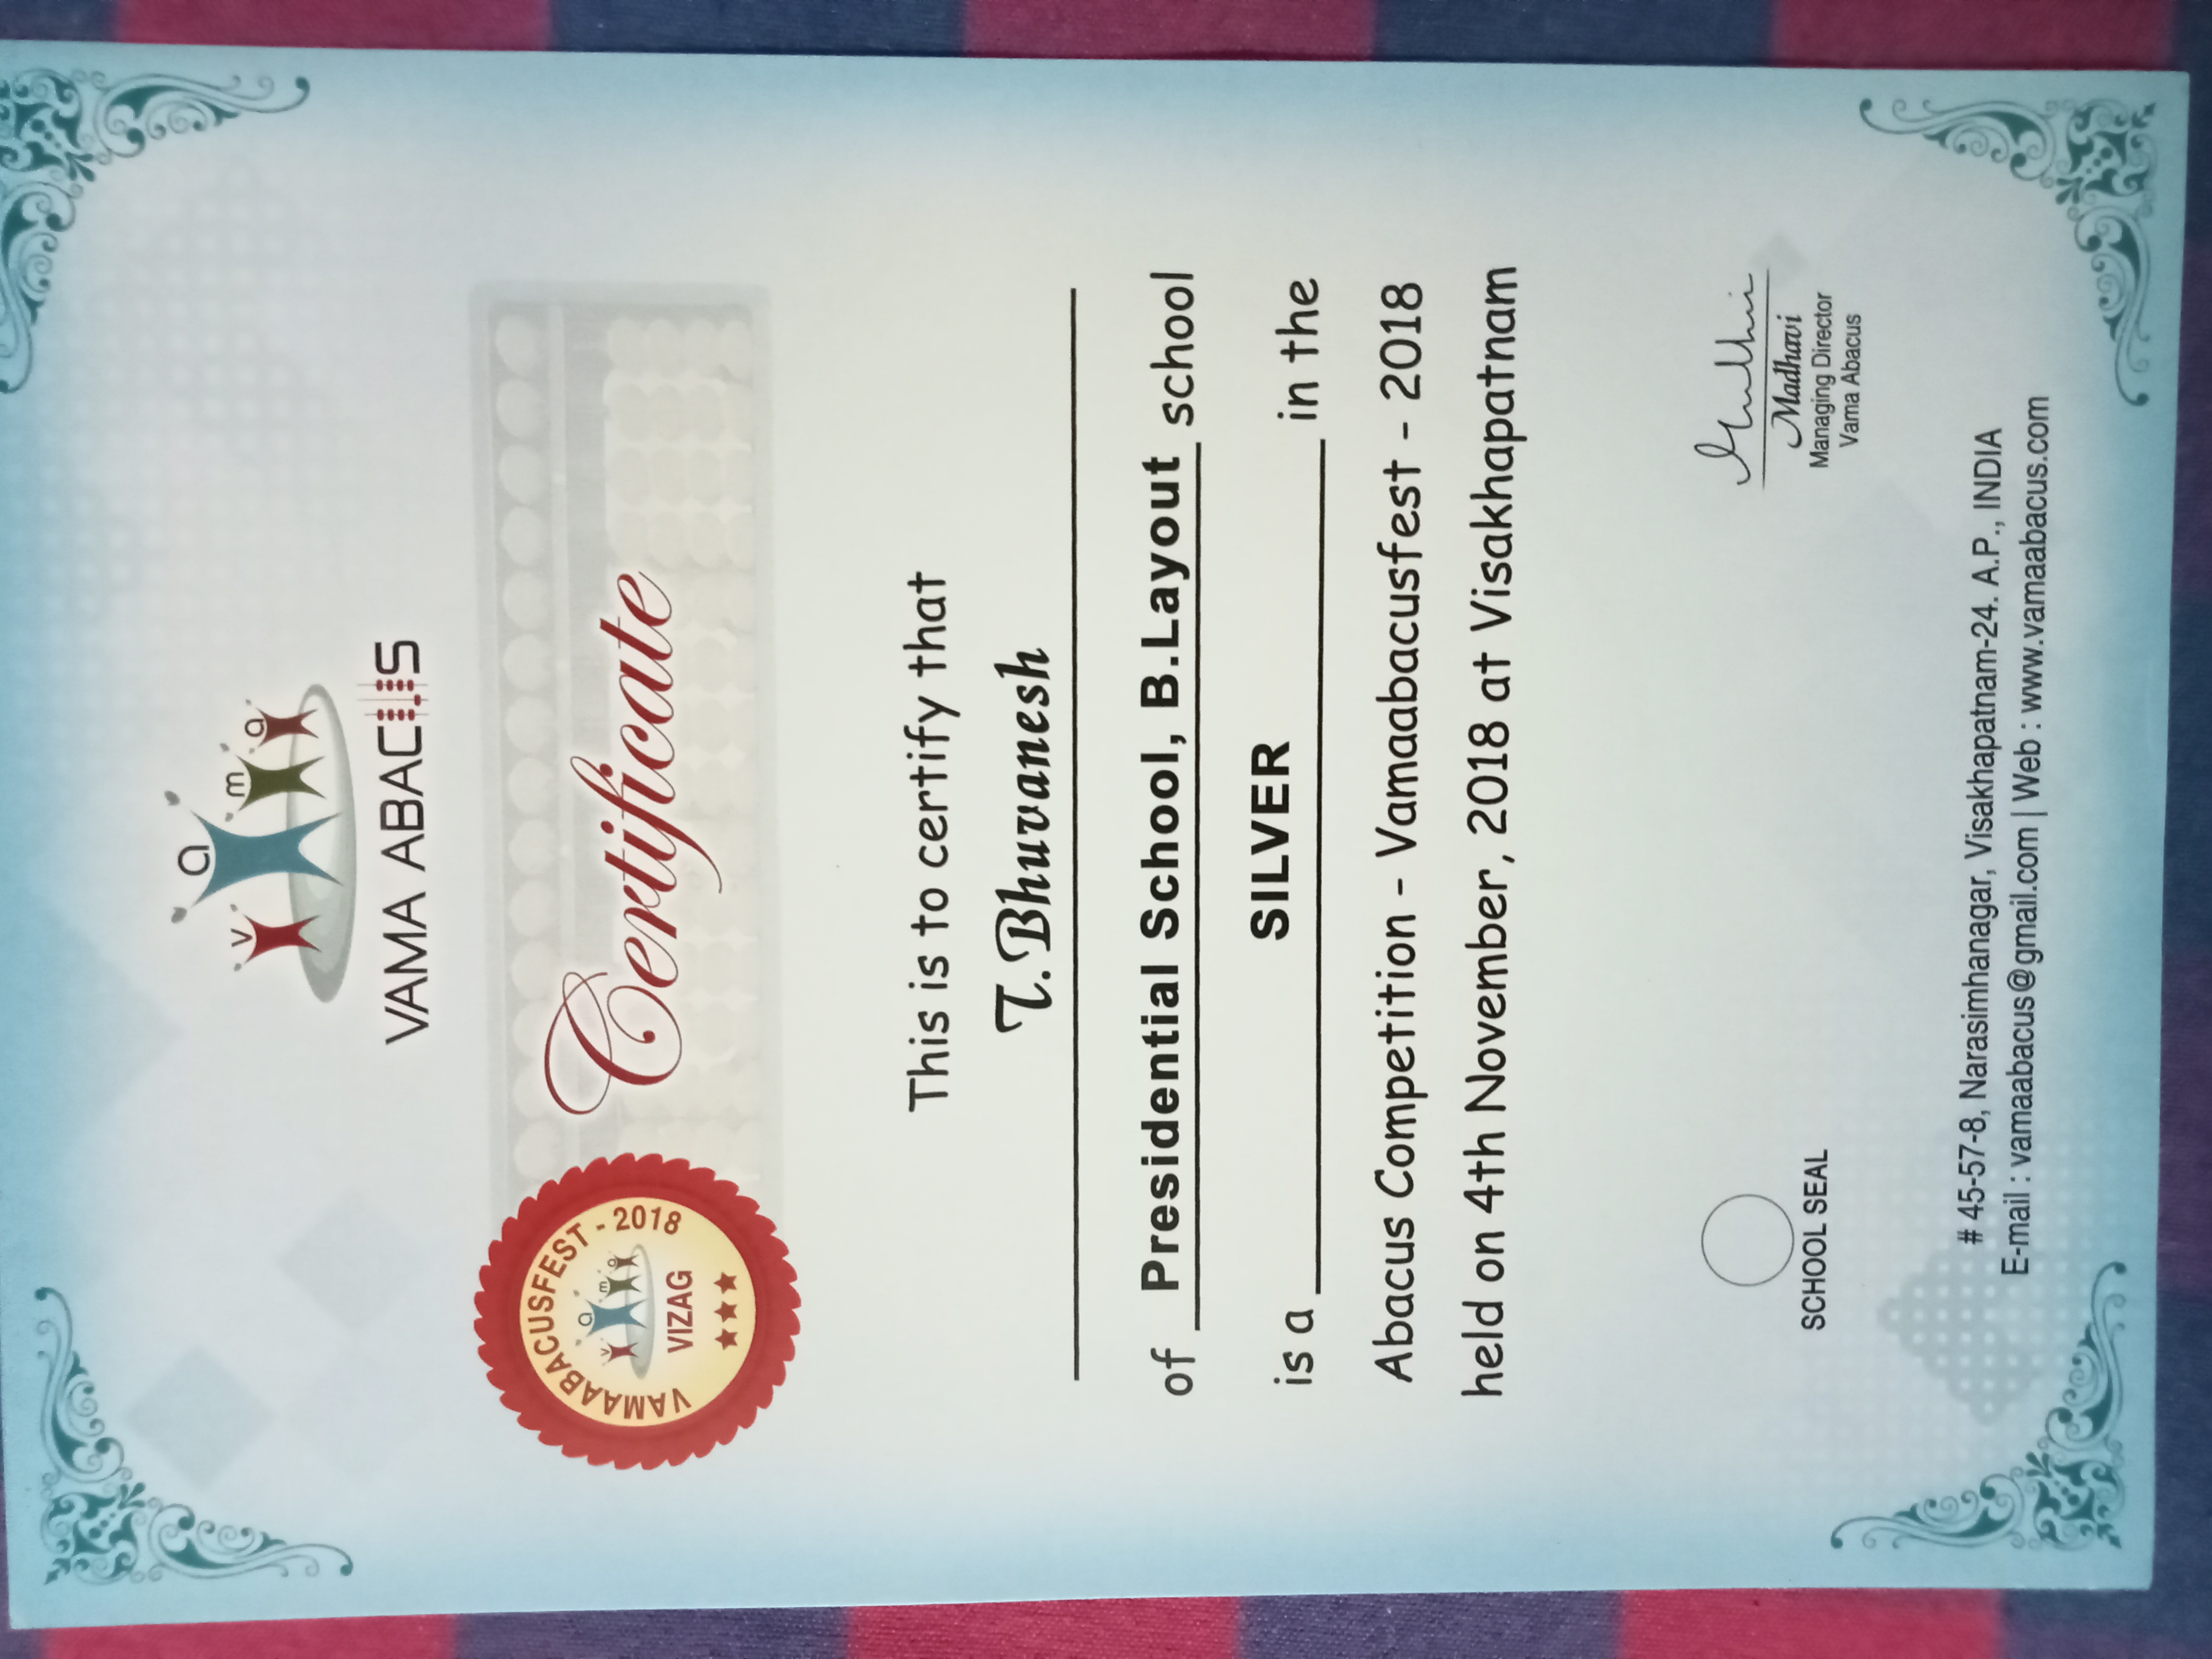 v a m a
VAMA ABACUS
Certificate
VAMAABACUSFEST - 2018
v a m a
VIZAG
This is to certify that
T.Bhuvanesh
of Presidential School, B.Layout school
is a SILVER in the
Abacus Competition - Vamaabacusfest - 2018
held on 4th November, 2018 at Visakhapatnam
SCHOOL SEAL
Madhavi
Madhavi
Managing Director
Vama Abacus
# 45-57-8, Narasimhanagar, Visakhapatnam-24. A.P., INDIA
E-mail : vamaabacus@gmail.com | Web : www.vamaabacus.com